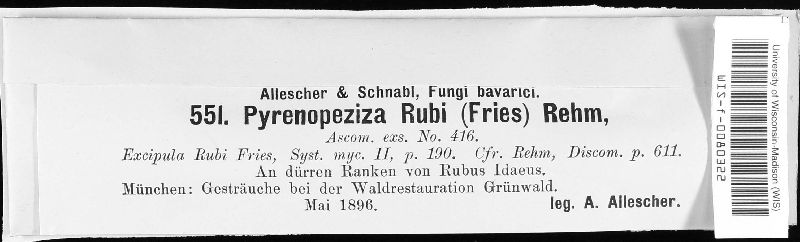 Allescher & Schnabl, Fungi bavarici.
551. Pyrenopeziza Rubi (Fries) Rehm,
Ascom. exs. No. 416.
Excipula Rubi Fries, Syst. myc. II, p. 190. Cfr. Rehm, Discom. p. 611.
An dürren Ranken von Rubus Idaeus.
München: Gesträuche bei der Waldrestauration Grünwald.
Mai 1896. leg. A. Allescher.
University of Wisconsin-Madison (WIS)
WIS-f-0080322